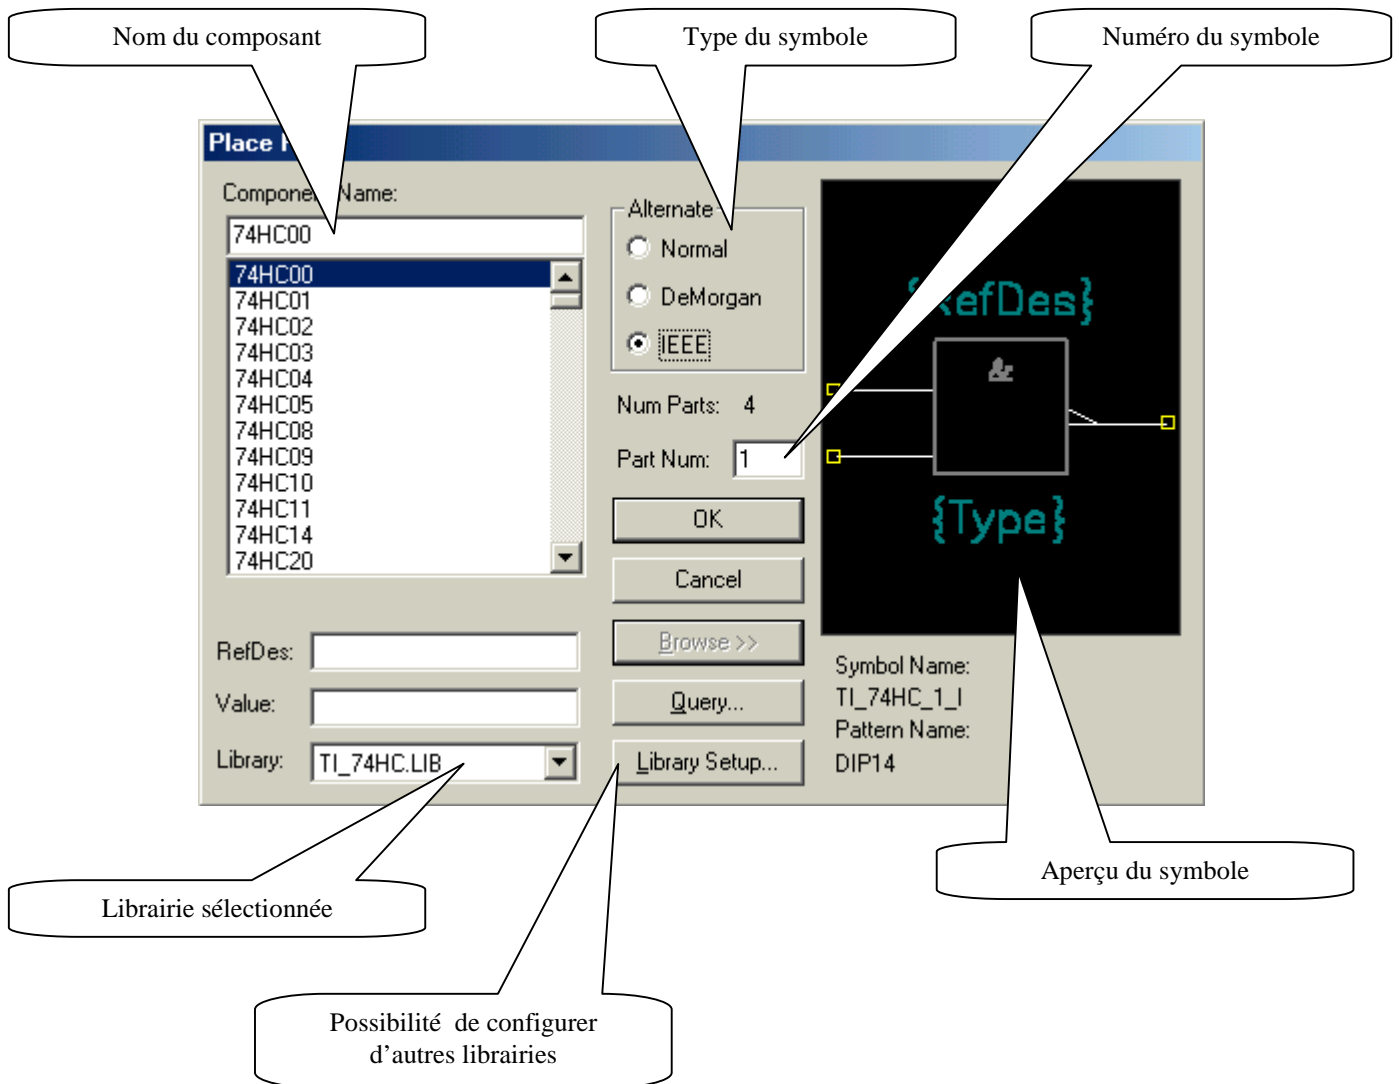 Nom du composant
Type du symbole
Numéro du symbole
Place
Component Name:
74HC00
74HC00
74HC01
74HC02
74HC03
74HC04
74HC05
74HC08
74HC09
74HC10
74HC11
74HC14
74HC20
Alternate
Normal
DeMorgan
IEEE
Num Parts: 4
Part Num: 1
OK
Cancel
Browse >>
Query...
Library Setup...
RefDes:
Value:
Library: TI_74HC.LIB
{RefDes}
&
{Type}
Symbol Name:
TI_74HC_1_I
Pattern Name:
DIP14
Aperçu du symbole
Librairie sélectionnée
Possibilité de configurer
d’autres librairies